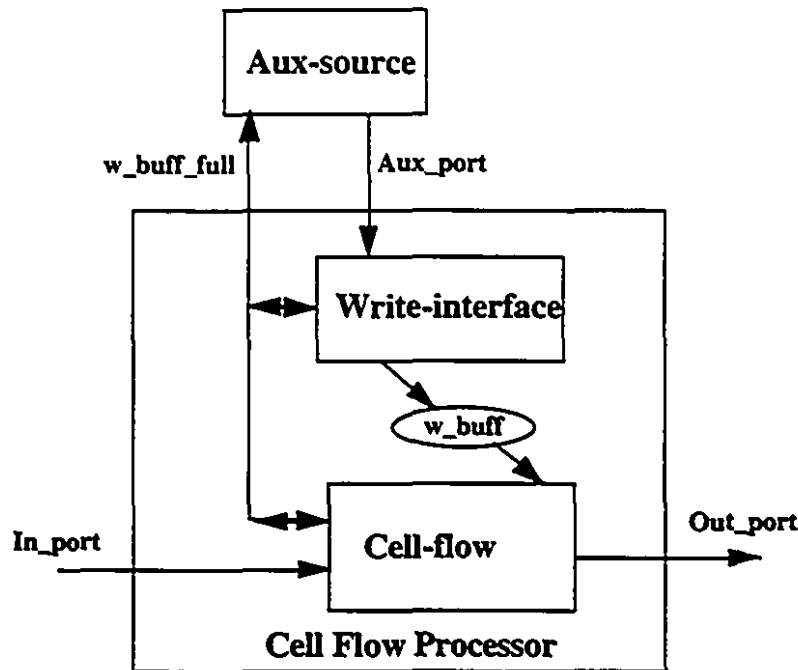 Aux-source
w_buff_full
Aux_port
Write-interface
w_buff
In_port
Cell-flow
Out_port
Cell Flow Processor